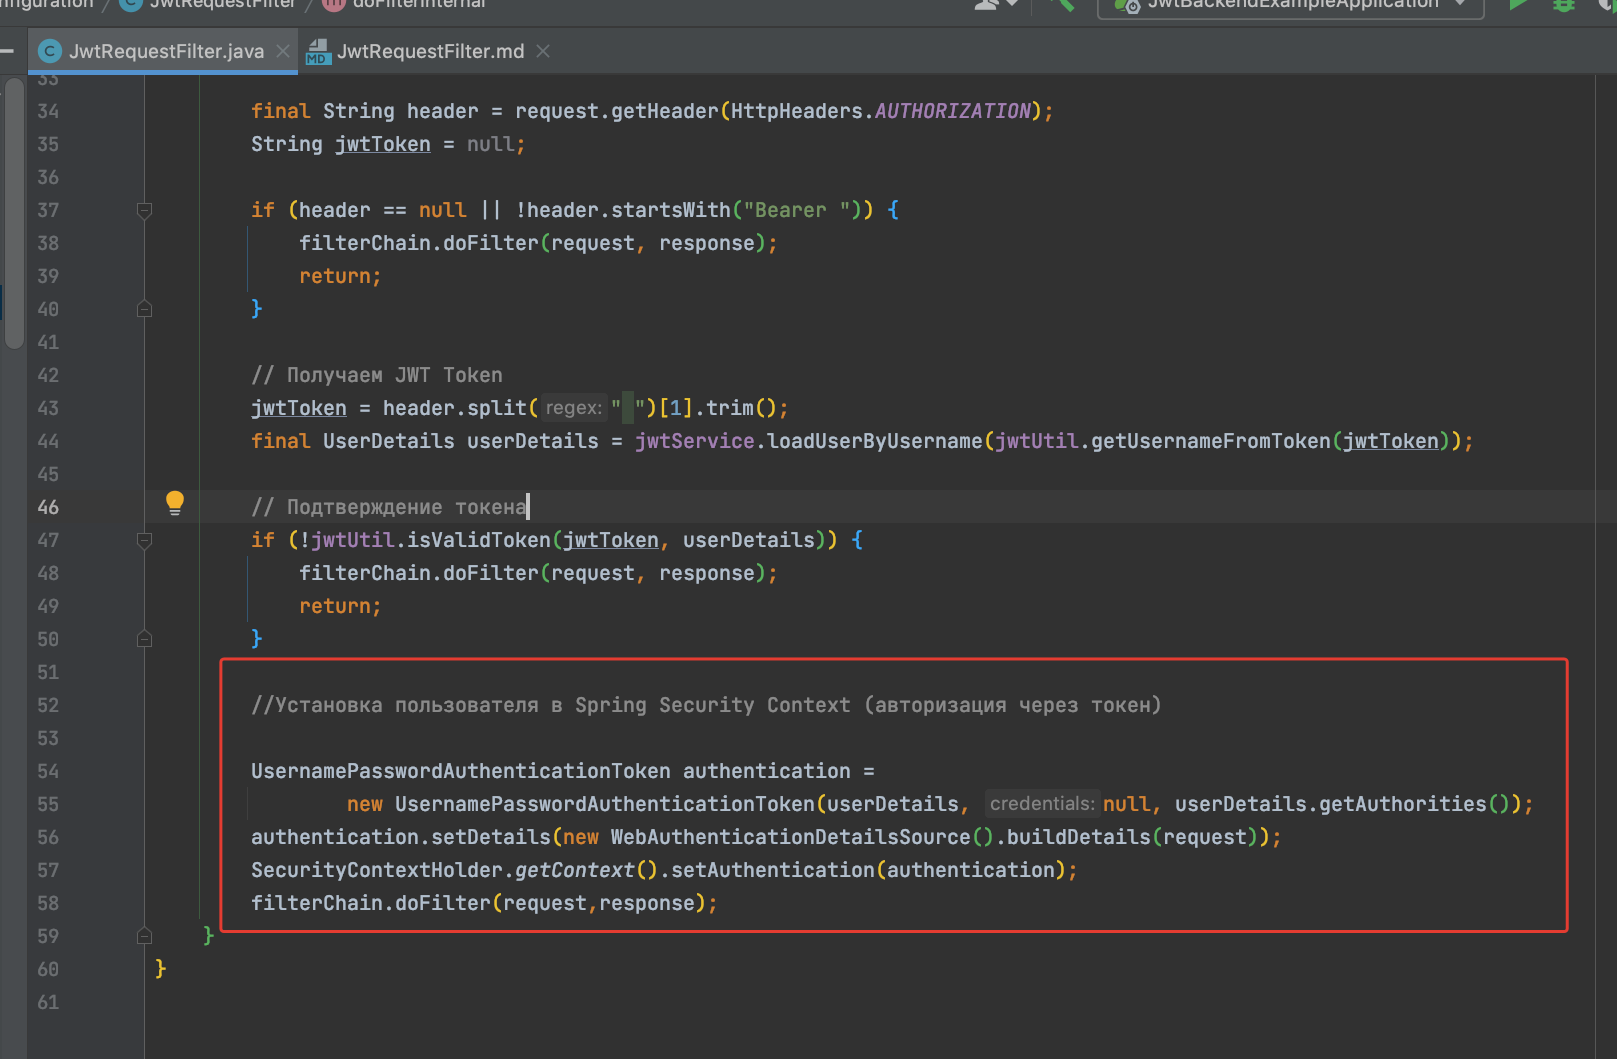 JwtRequestFilter
doFilterInternal
JwtBackendExampleApplication
JwtRequestFilter.java
JwtRequestFilter.md
33
34 final String header = request.getHeader(HttpHeaders.AUTHORIZATION);
35 String jwtToken = null;
36
37 if (header == null || !header.startsWith("Bearer ")) {
38 filterChain.doFilter(request, response);
39 return;
40 }
41
42 // Получаем JWT Token
43 jwtToken = header.split( regex: " ")[1].trim();
44 final UserDetails userDetails = jwtService.loadUserByUsername(jwtUtil.getUsernameFromToken(jwtToken));
45
46 // Подтверждение токена
47 if (!jwtUtil.isValidToken(jwtToken, userDetails)) {
48 filterChain.doFilter(request, response);
49 return;
50 }
51
52 //Установка пользователя в Spring Security Context (авторизация через токен)
53
54 UsernamePasswordAuthenticationToken authentication =
55 new UsernamePasswordAuthenticationToken(userDetails, credentials: null, userDetails.getAuthorities());
56 authentication.setDetails(new WebAuthenticationDetailsSource().buildDetails(request));
57 SecurityContextHolder.getContext().setAuthentication(authentication);
58 filterChain.doFilter(request,response);
59 }
60 }
61